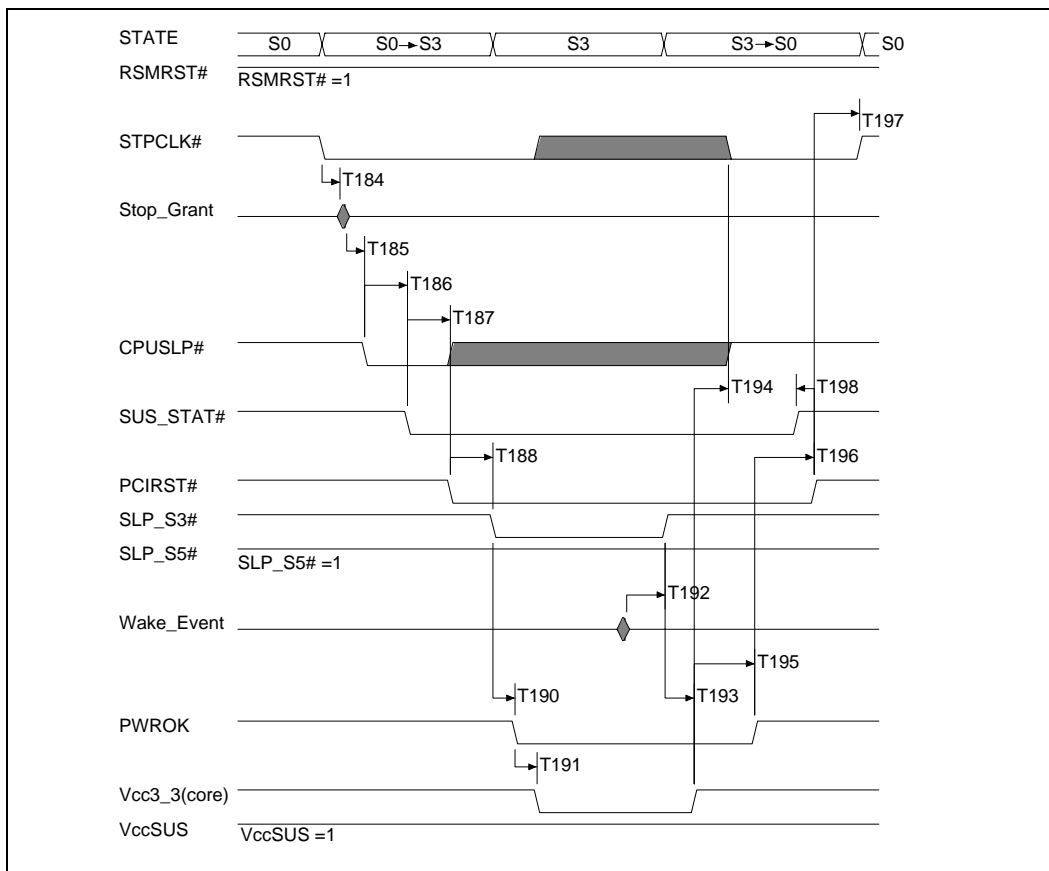 STATE S0 S0→S3 S3 S3→S0 S0
RSMRST# RSMRST# =1
T197
STPCLK#
T184
Stop_Grant
T185
T186
T187
CPUSLP#
T194 T198
SUS_STAT#
T188 T196
PCIRST#
SLP_S3#
SLP_S5# SLP_S5# =1
T192
Wake_Event
T195
T190 T193
PWROK
T191
Vcc3_3(core)
VccSUS VccSUS =1